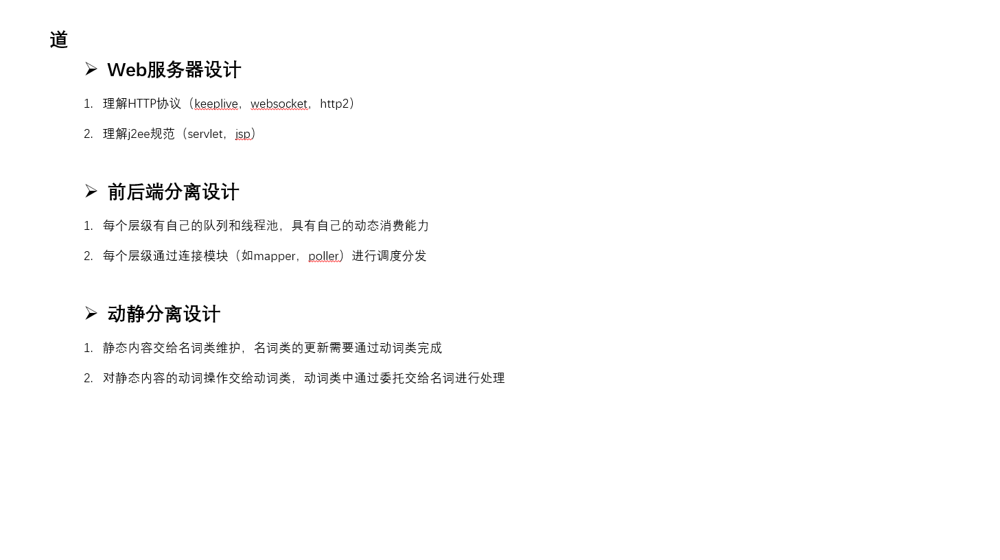 道
➢ Web服务器设计
1. 理解HTTP协议（keeplive，websocket，http2）
2. 理解j2ee规范（servlet，jsp）
➢ 前后端分离设计
1. 每个层级有自己的队列和线程池，具有自己的动态消费能力
2. 每个层级通过连接模块（如mapper，poller）进行调度分发
➢ 动静分离设计
1. 静态内容交给名词类维护，名词类的更新需要通过动词类完成
2. 对静态内容的动词操作交给动词类，动词类中通过委托交给名词进行处理